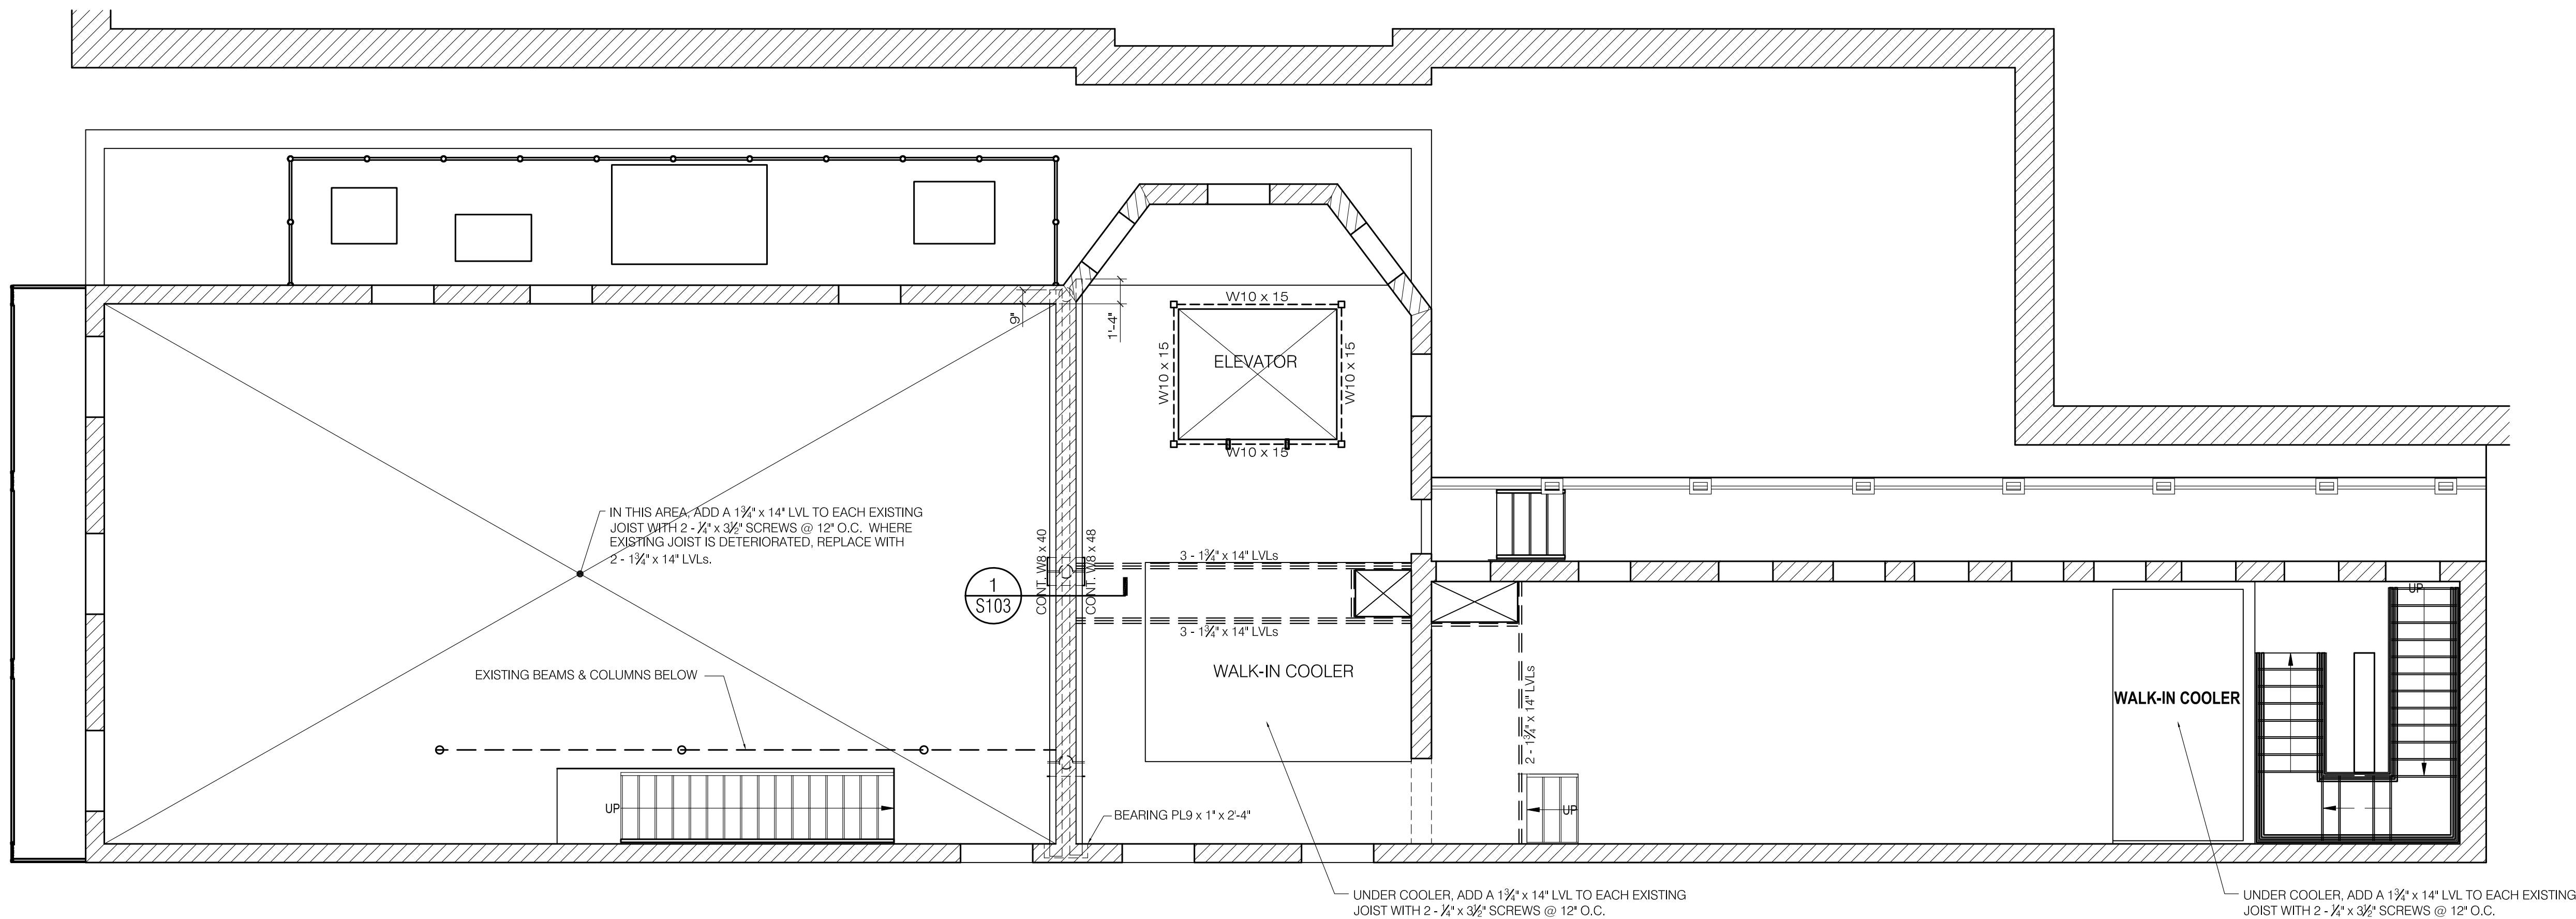 W10 x 15
9"
1'-4"
W10 x 15
ELEVATOR
W10 x 15
W10 x 15
IN THIS AREA, ADD A 1¾" x 14" LVL TO EACH EXISTING
JOIST WITH 2 - ¼" x 3½" SCREWS @ 12" O.C.  WHERE
EXISTING JOIST IS DETERIORATED, REPLACE WITH
2 - 1¾" x 14" LVLs.
CONT. W8 x 40
CONT. W8 x 48
3 - 1¾" x 14" LVLs
1
S103
UP
3 - 1¾" x 14" LVLs
EXISTING BEAMS & COLUMNS BELOW
WALK-IN COOLER
2 - 1¾" x 14" LVLs
WALK-IN COOLER
UP
UP
BEARING PL9 x 1" x 2'-4"
UNDER COOLER, ADD A 1¾" x 14" LVL TO EACH EXISTING
JOIST WITH 2 - ¼" x 3½" SCREWS @ 12" O.C.
UNDER COOLER, ADD A 1¾" x 14" LVL TO EACH EXISTING
JOIST WITH 2 - ¼" x 3½" SCREWS @ 12" O.C.